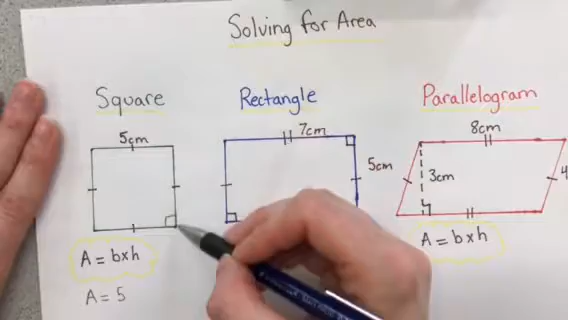 Solving for Area
Square
Rectangle
Parallelogram
5cm
7cm
8cm
5cm
3cm
4
A = b x h
A = b x h
A = 5